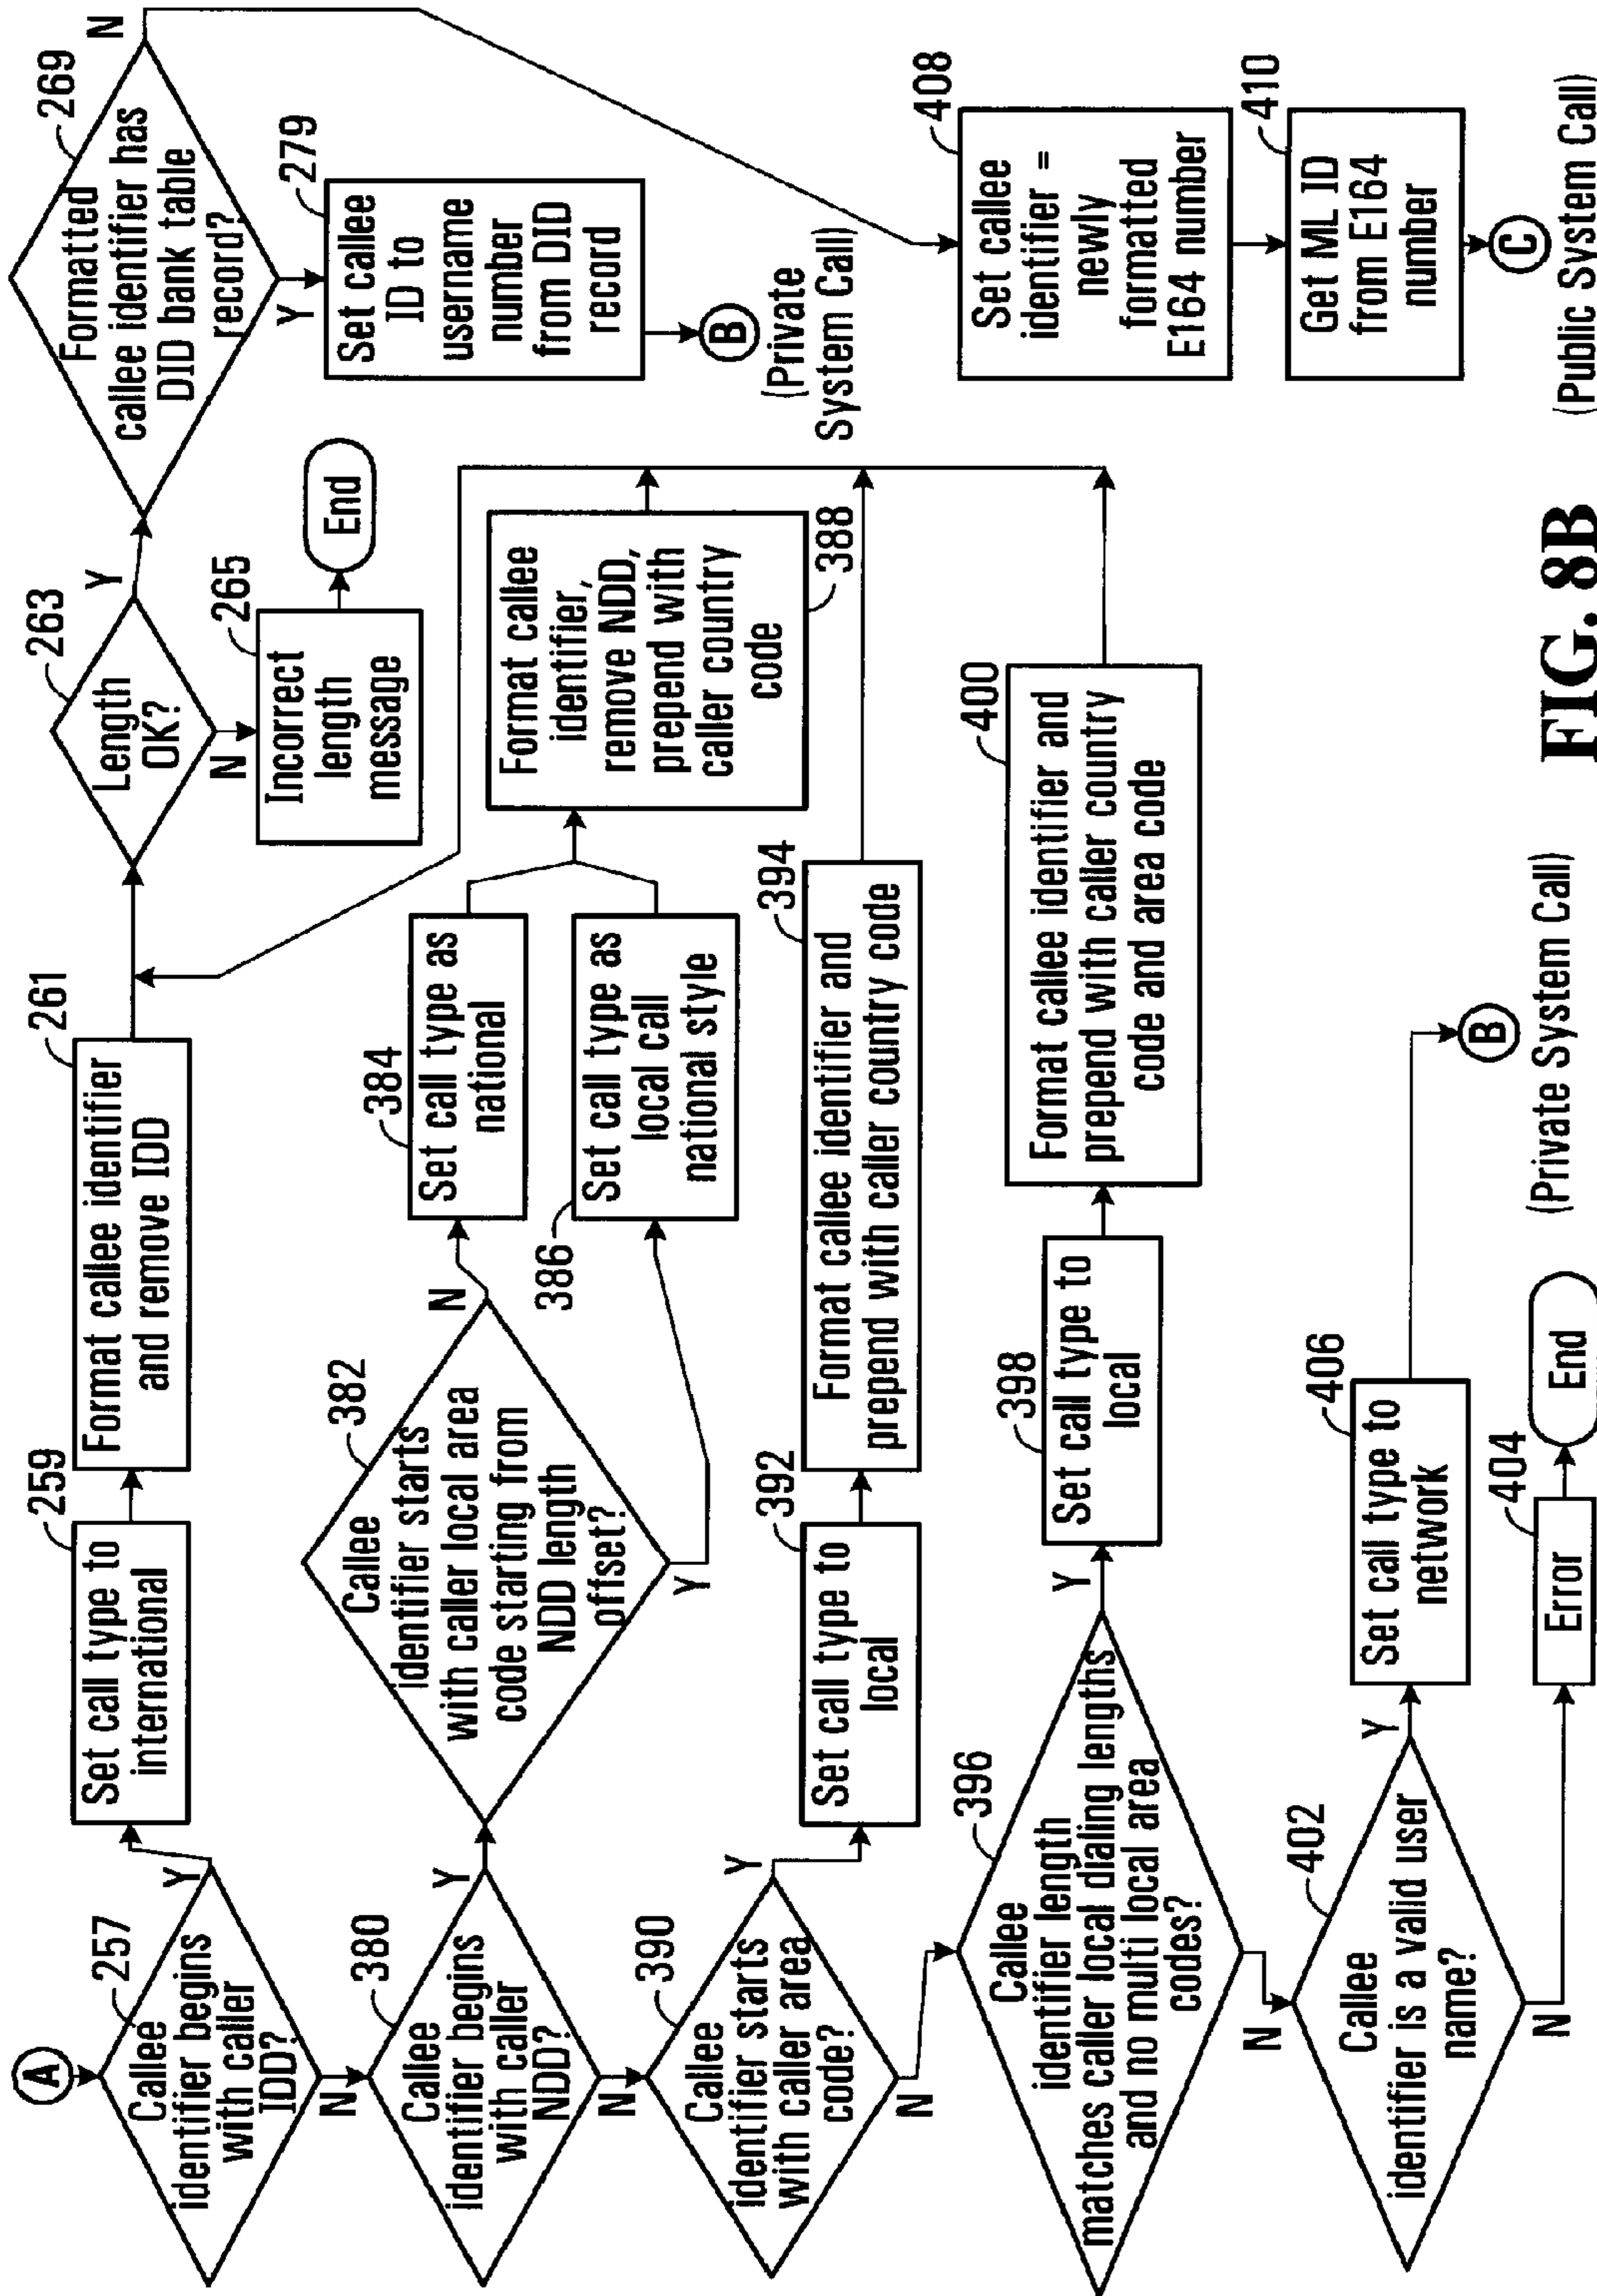 A
257
Callee
identifier begins
with caller
IDD?
Y
N
259
Set call type to
international
261
Format callee identifier
and remove IDD
263
Length
OK?
Y
N
265
Incorrect
length
message
End
269
Formatted
callee identifier has
DID bank table
record?
N
Y
279
Set callee
ID to
username
number
from DID
record
B
(Private
System Call)
380
Callee
identifier begins
with caller
NDD?
Y
N
382
Callee
identifier starts
with caller local area
code starting from
NDD length
offset?
N
Y
384
Set call type as
national
386
Set call type as
local call
national style
Format callee
identifier,
remove NDD,
prepend with
caller country
code
388
390
Callee
identifier starts
with caller area
code?
Y
N
392
Set call type to
local
394
Format callee identifier and
prepend with caller country code
396
Callee
identifier length
matches caller local dialing lengths
and no multi local area
codes?
Y
N
398
Set call type to
local
400
Format callee identifier and
prepend with caller country
code and area code
402
Callee
identifier is a valid user
name?
Y
N
406
Set call type to
network
B
(Private System Call)
404
Error
End
408
Set callee
identifier =
newly
formatted
E164 number
410
Get ML ID
from E164
number
C
(Public System Call)
FIG. 8B